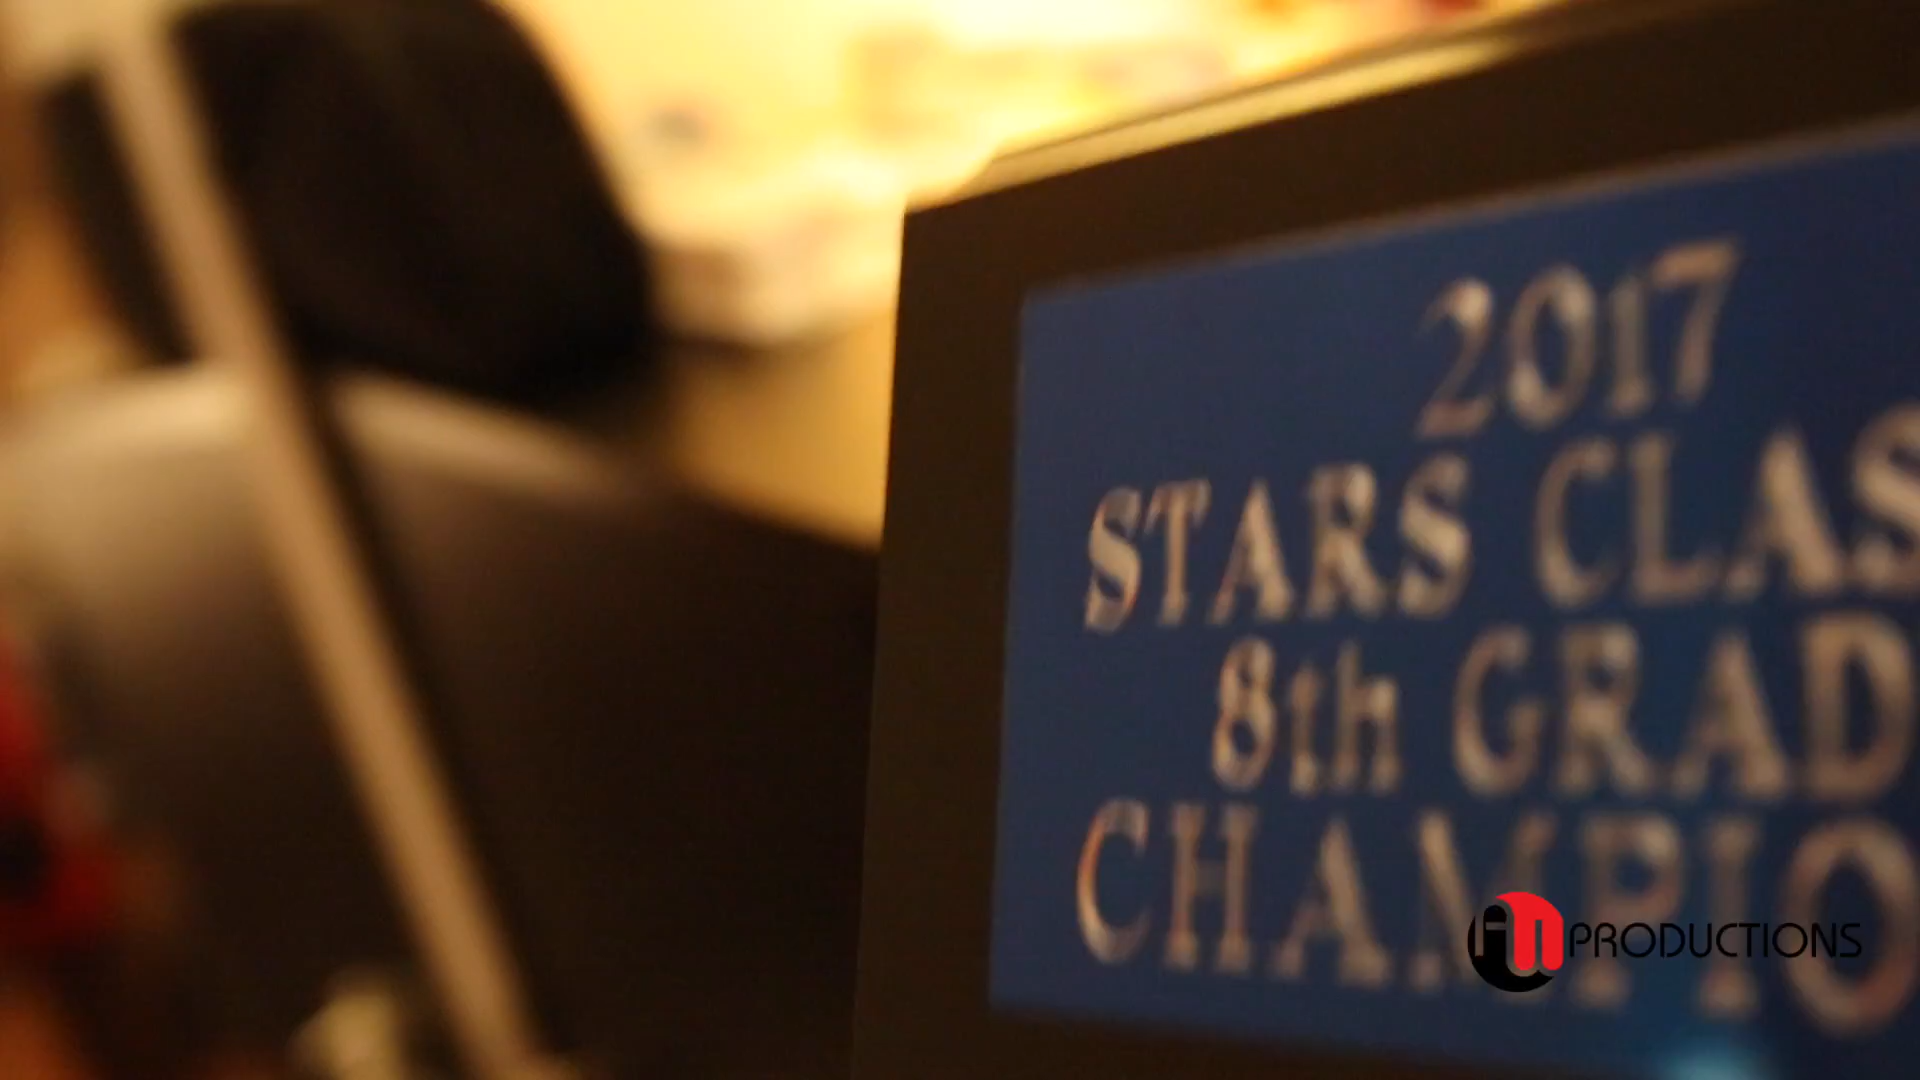 2017
STARS CLAS
8th GRAD
CHAMPIO
PRODUCTIONS